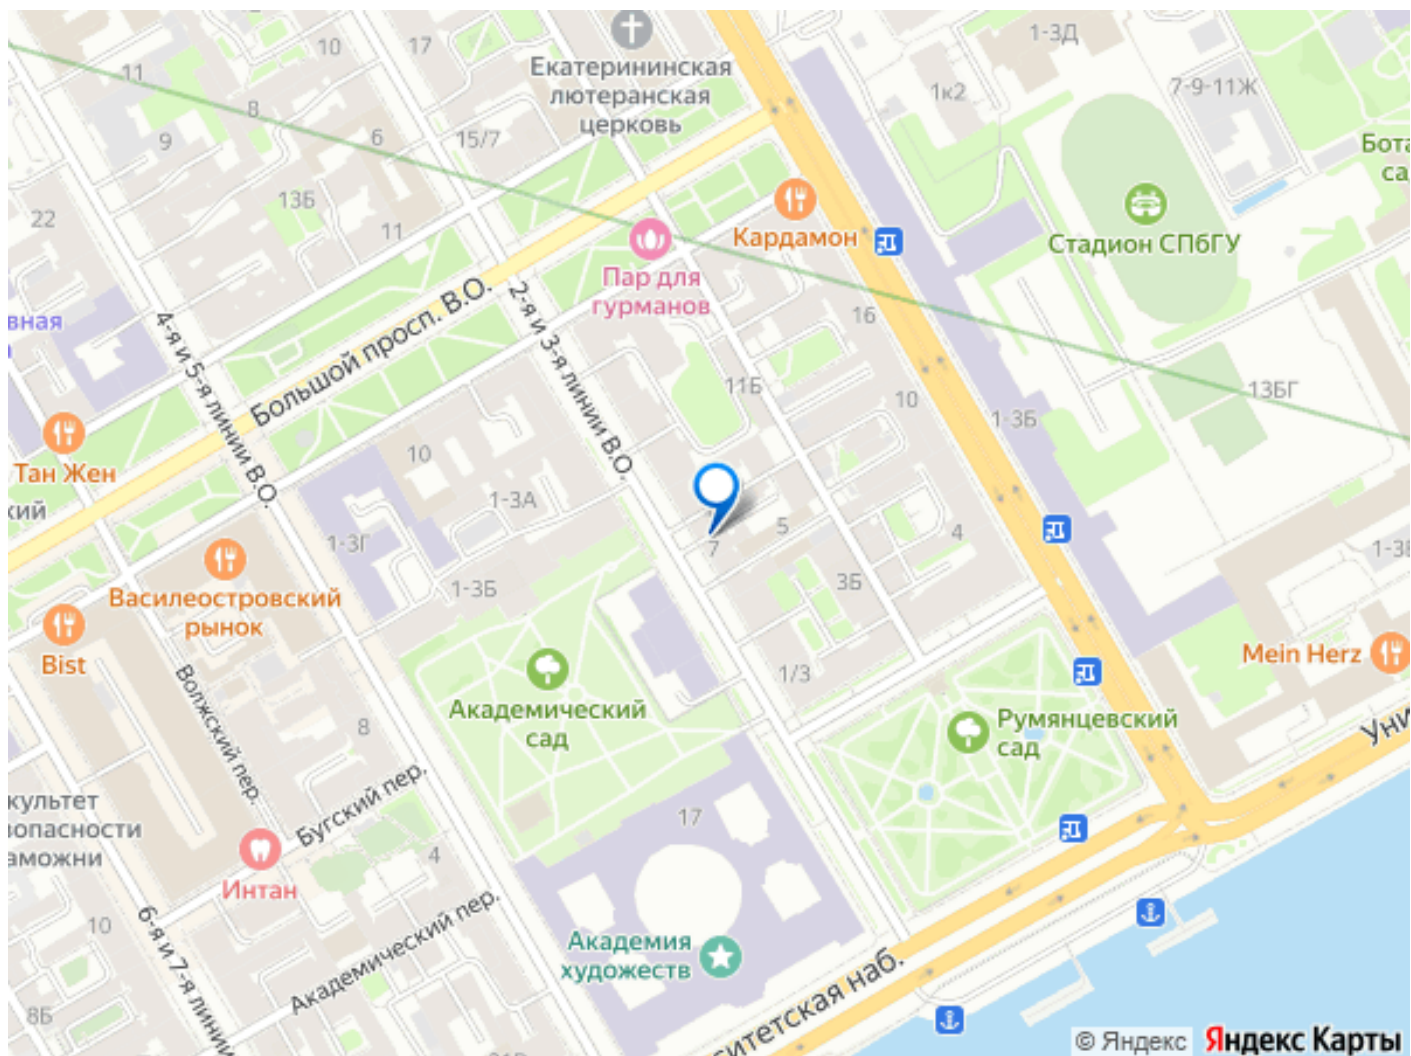 10
17
Екатерининская
лютеранская
церковь
1-3Д
11
8
1к2
7-9-11Ж
9
6
15/7
Бота
са
13Б
22
11
Кардамон
Стадион СПбГУ
Пар для
гурманов
2-я и 3-я линии В.О.
Большой просп. В.О.
4-я и 5-я линии В.О.
вная
16
11Б
13БГ
10
1-3Б
Тан Жен
кий
10
1-3А
1-3Г
5
4
7
1-3Б
3Б
1-3
Василеостровский
рынок
Bist
Mein Herz
1/3
Волжский пер.
Академический
сад
Румянцевский
сад
Уни
8
культет
зопасности
аможни
Бугский пер.
17
4
Интан
10
6-я и 7-я линии
Академический пер.
Академия
художеств
ситетская наб.
8Б
© Яндекс Яндекс Карты